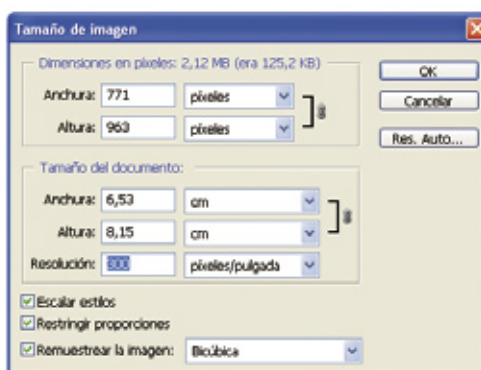 Tamaño de imagen
Dimensiones en píxeles: 2,12 MB (era 125,2 KB)
Anchura: 771 píxeles
Altura: 963 píxeles
OK
Cancelar
Res. Auto...
Tamaño del documento:
Anchura: 6,53 cm
Altura: 8,15 cm
Resolución: 300 píxeles/pulgada
Escalar estilos
Restringir proporciones
Remuestrear la imagen: Bicúbica